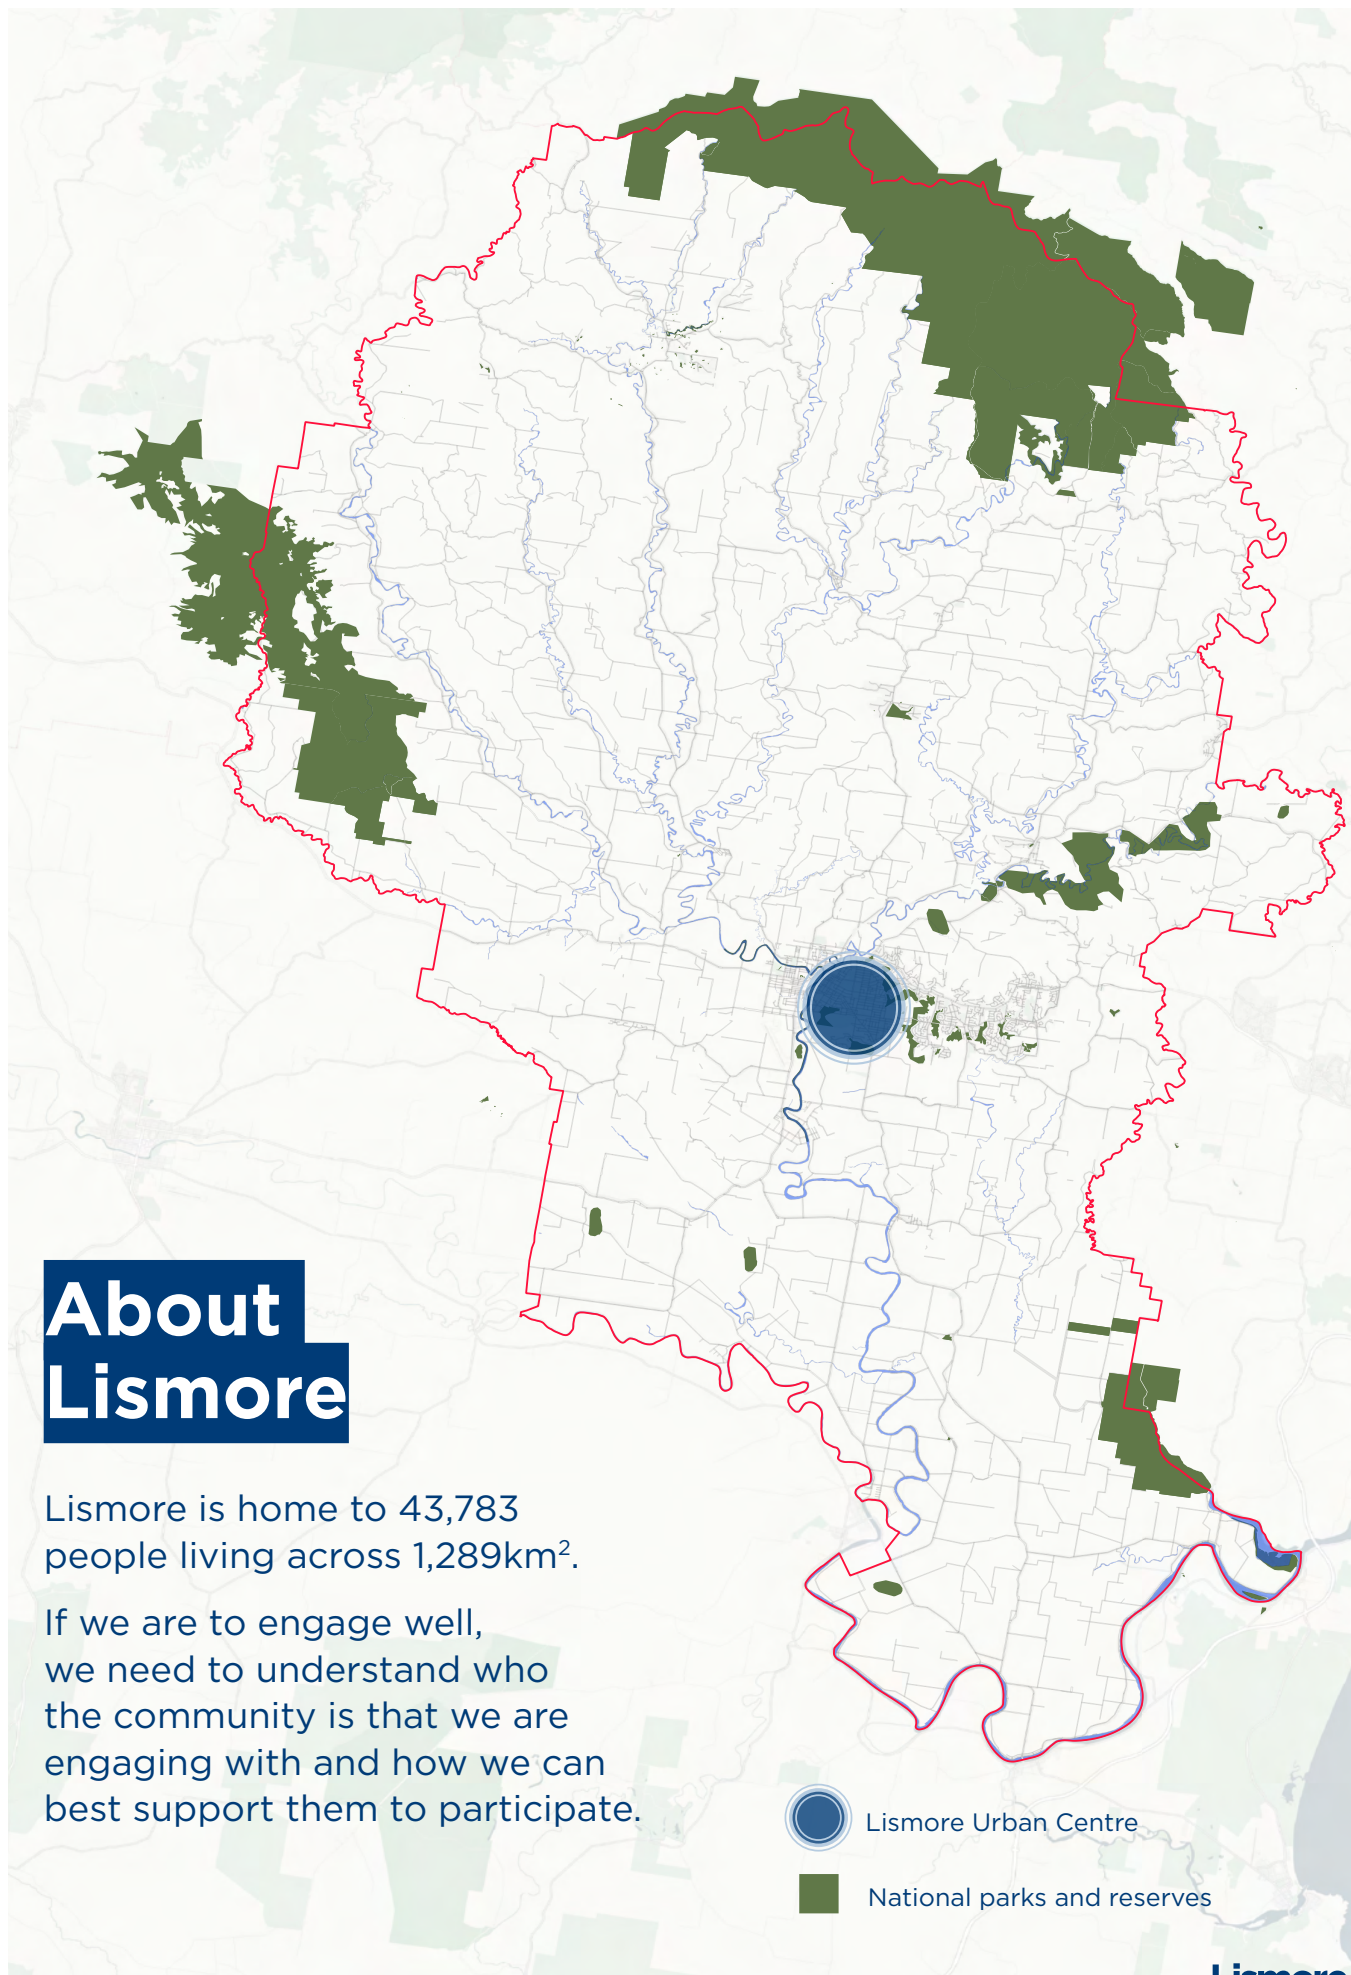 About
Lismore
Lismore is home to 43,783
people living across 1,289km².
If we are to engage well,
we need to understand who
the community is that we are
engaging with and how we can
best support them to participate.
Lismore Urban Centre
National parks and reserves
Lismore